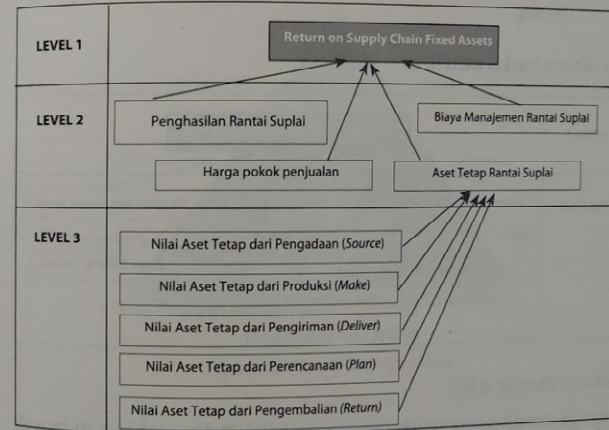 LEVEL 1
Return on Supply Chain Fixed Assets
LEVEL 2
Penghasilan Rantai Suplai
Biaya Manajemen Rantai Suplai
Harga pokok penjualan
Aset Tetap Rantai Suplai
LEVEL 3
Nilai Aset Tetap dari Pengadaan (Source)
Nilai Aset Tetap dari Produksi (Make)
Nilai Aset Tetap dari Pengiriman (Deliver)
Nilai Aset Tetap dari Perencanaan (Plan)
Nilai Aset Tetap dari Pengembalian (Return)